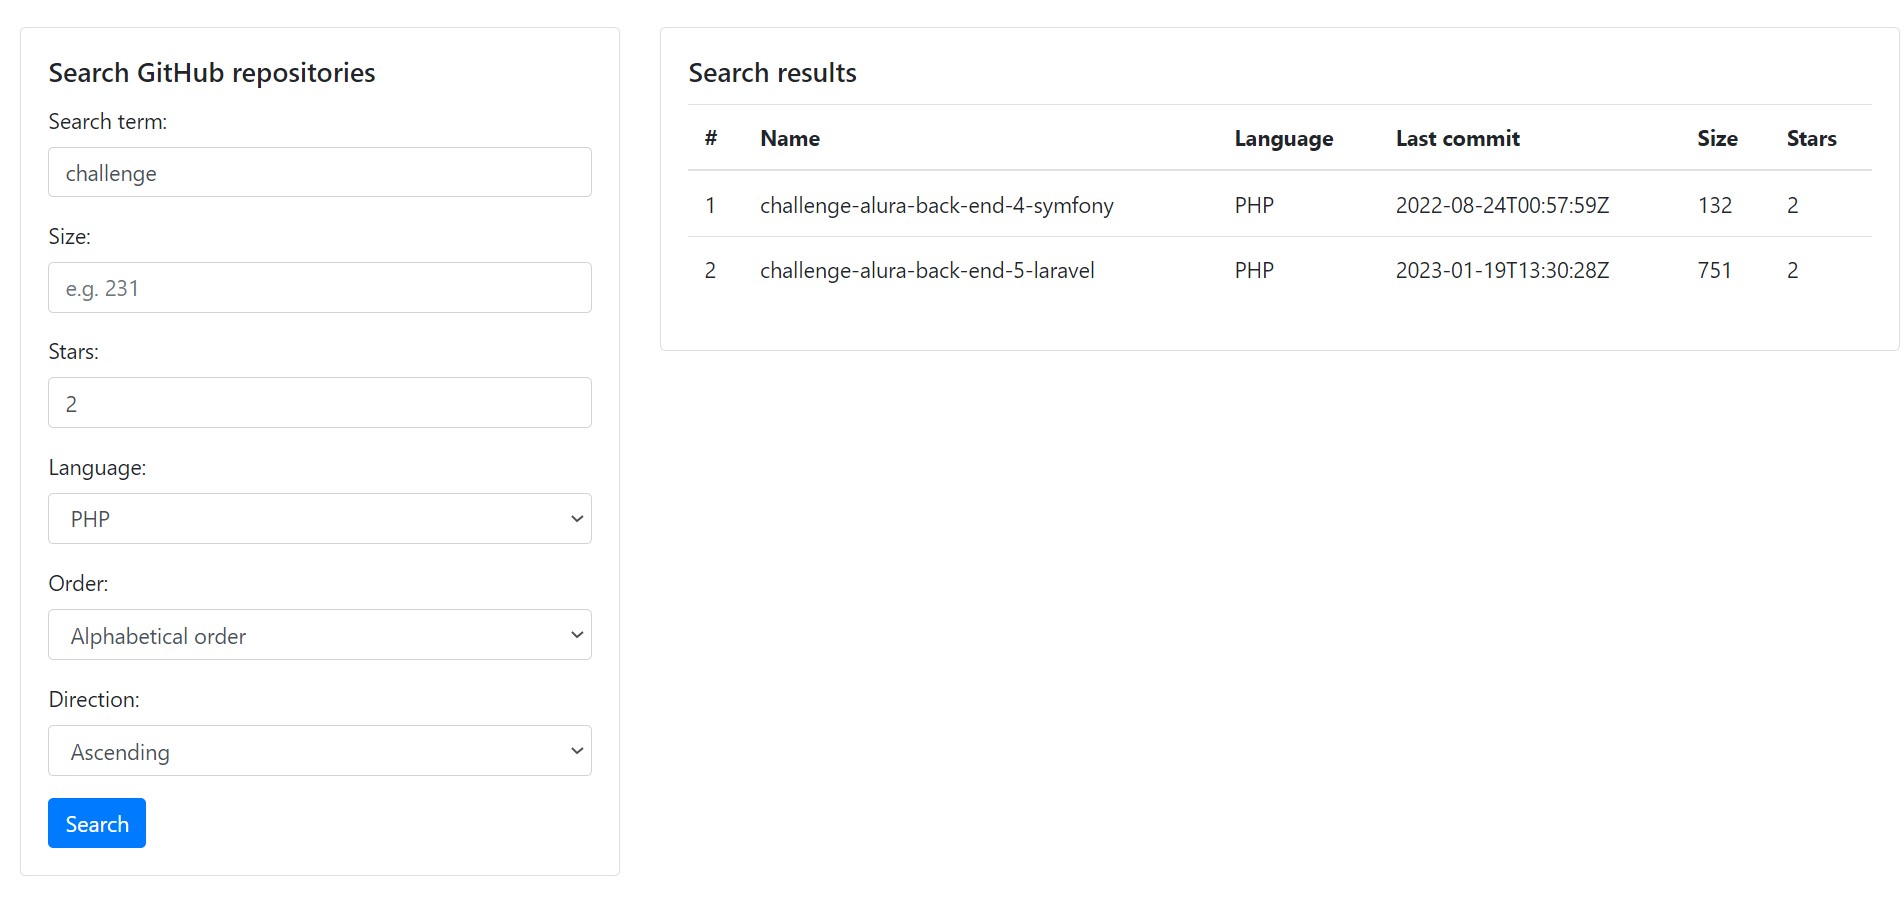 Search GitHub repositories
Search term:
challenge
Size:
e.g. 231
Stars:
2
Language:
PHP
Order:
Alphabetical order
Direction:
Ascending
Search
Search results
# Name Language Last commit Size Stars
1 challenge-alura-back-end-4-symfony PHP 2022-08-24T00:57:59Z 132 2
2 challenge-alura-back-end-5-laravel PHP 2023-01-19T13:30:28Z 751 2